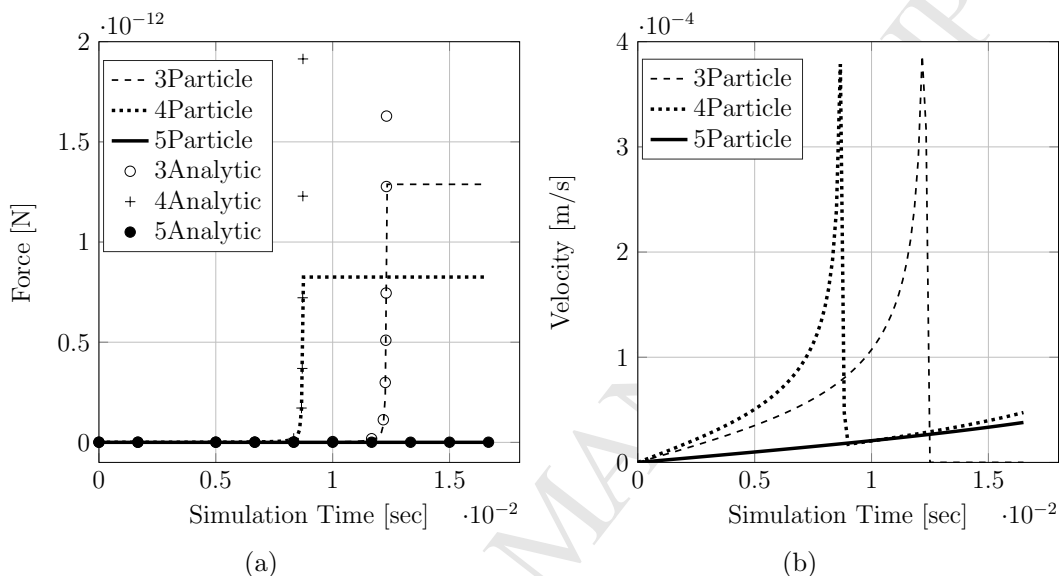 ·10⁻¹²
2
1.5
1
0.5
0
Force [N]
3Particle
4Particle
5Particle
3Analytic
4Analytic
5Analytic
0 0.5 1 1.5
Simulation Time [sec] ·10⁻²
(a)
·10⁻⁴
4
3
2
1
0
Velocity [m/s]
3Particle
4Particle
5Particle
0 0.5 1 1.5
Simulation Time [sec] ·10⁻²
(b)
MAN